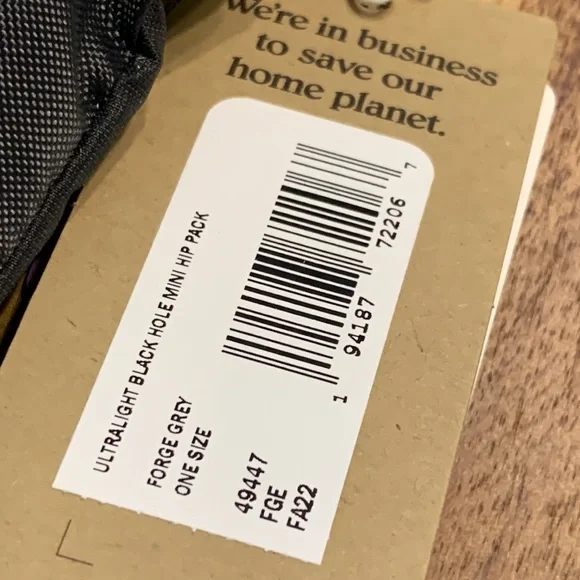 We're in business
to save our
home planet.
ULTRALIGHT BLACK HOLE MINI HIP PACK
FORGE GREY
ONE SIZE
49447
FGE
FA22
1 94187 72206 7